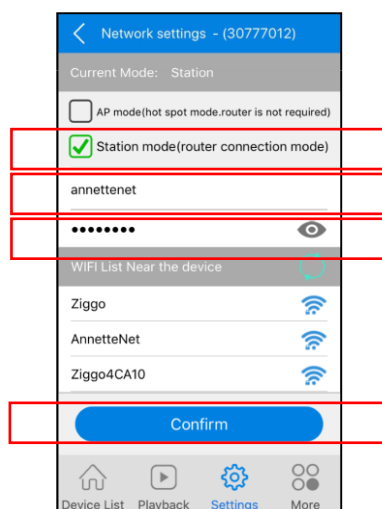 Network settings - (30777012)
Current Mode: Station
AP mode(hot spot mode.router is not required)
Station mode(router connection mode)
annettenet
••••••••
WIFI List Near the device
Ziggo
AnnetteNet
Ziggo4CA10
Confirm
Device List Playback Settings More